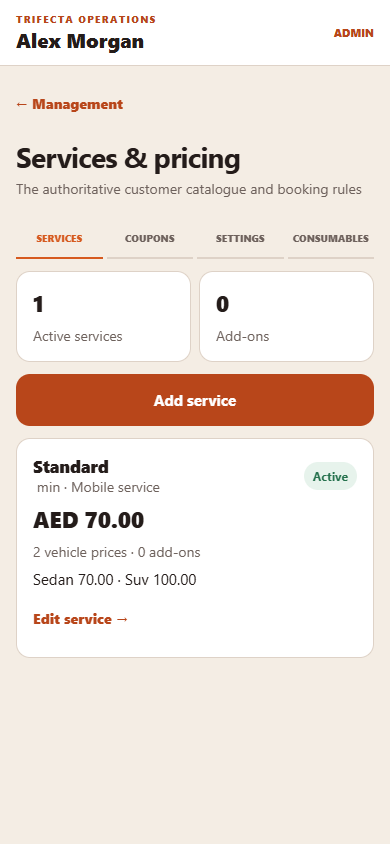 TRIFECTA OPERATIONS
Alex Morgan
ADMIN
← Management
Services & pricing
The authoritative customer catalogue and booking rules
SERVICES
COUPONS
SETTINGS
CONSUMABLES
1
Active services
0
Add-ons
Add service
Standard
min · Mobile service
Active
AED 70.00
2 vehicle prices · 0 add-ons
Sedan 70.00 · Suv 100.00
Edit service →